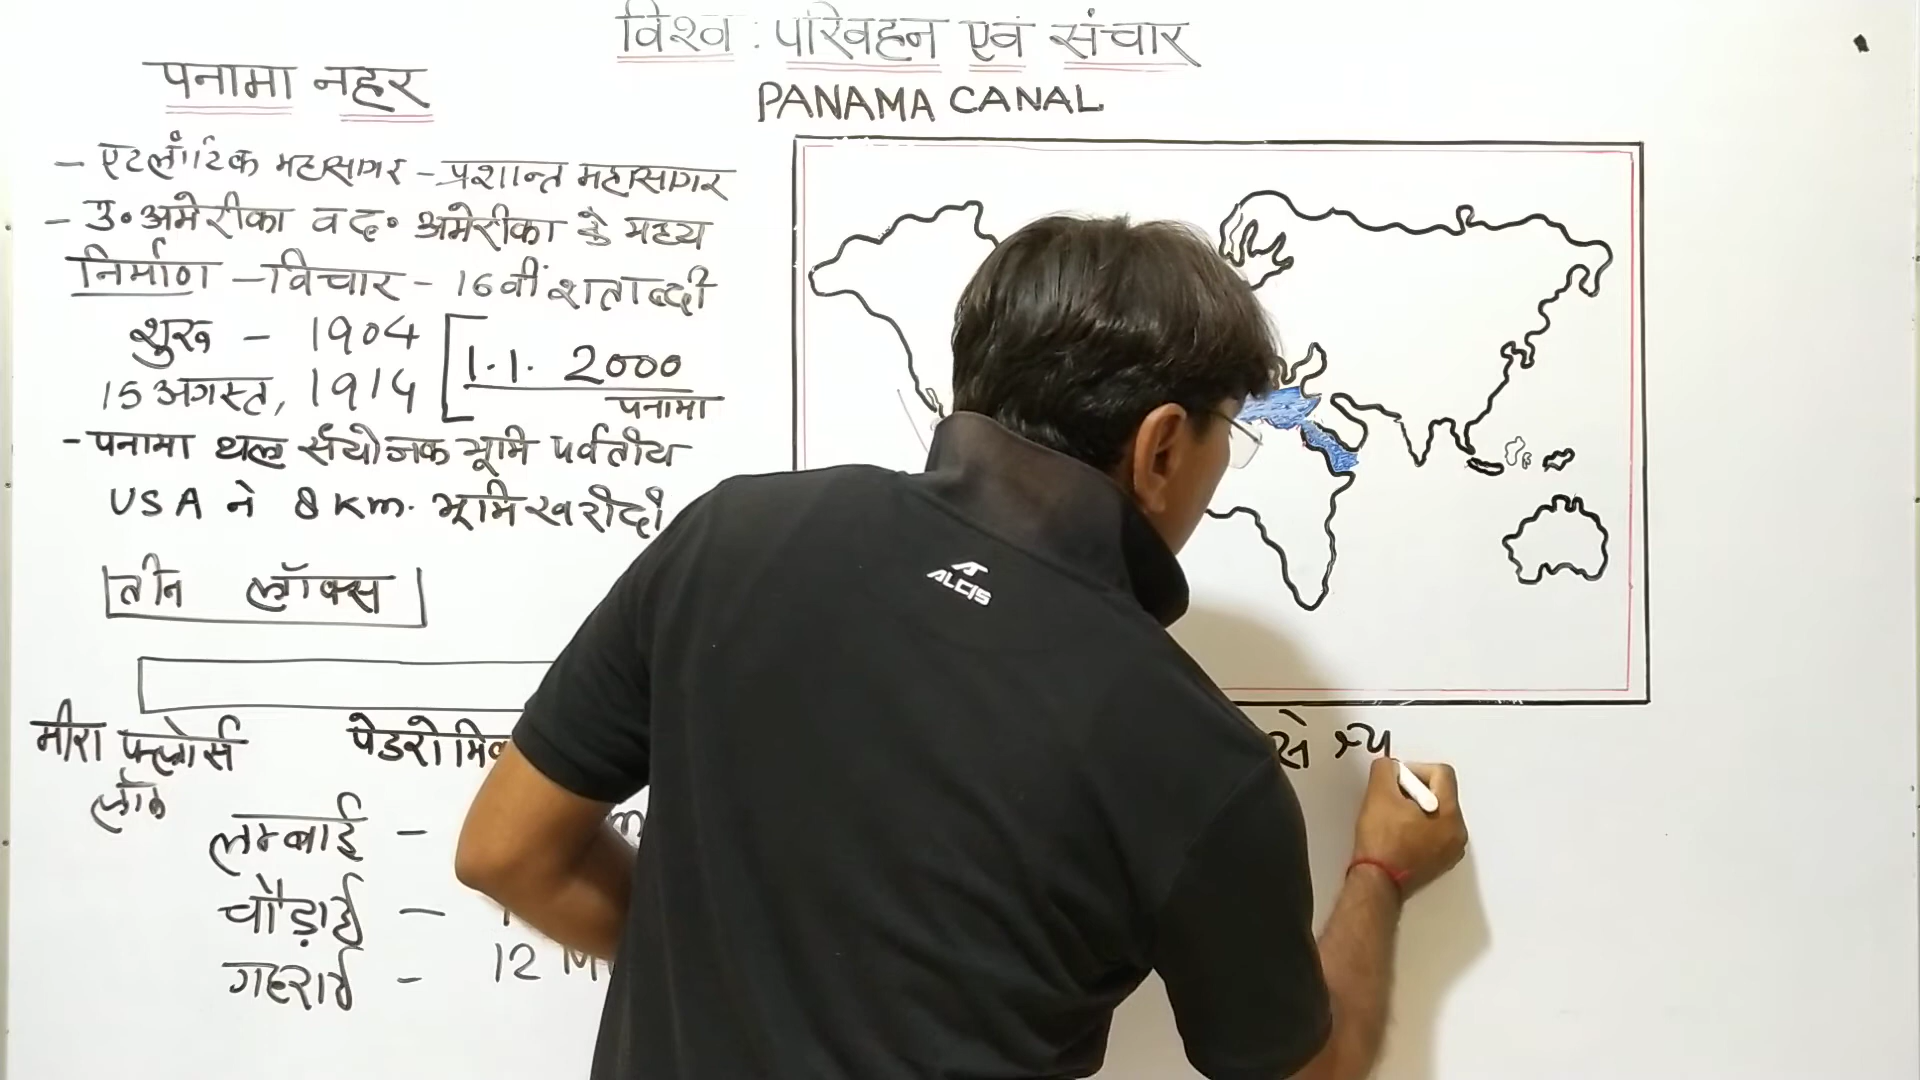 विश्व : परिवहन एवं संचार
पनामा नहर
PANAMA CANAL
- एटलांटिक महासागर - प्रशान्त महासागर
- उ॰ अमेरीका व द॰ अमेरीका के मध्य
निर्माण - विचार - 16वीं शताब्दी
शुरू - 1904
15 अगस्त, 1914
1.1. 2000
पनामा
- पनामा थल संयोजक भूमि पर्वतीय
USA ने 8 km. भूमि खरीदी
तीन लॉक्स
मीरा फ्लोर्स लॉक
पेडरो
लम्बाई -
चौड़ाई -
गहराई - 12
से
ALCIS